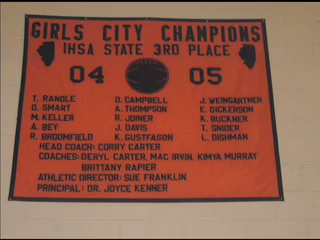 GIRLS CITY CHAMPIONS
IHSA STATE 3RD PLACE
04 05
T. RANDLE D. CAMPBELL J. WEINGARTNER
D. SMART A. THOMPSON E. DICKERSON
M. KELLER R. JOINER K. BUCKNER
A. BEY J. DAVIS T. SNIDER
R. BROOMFIELD K. GUSTFASON L. DISHMAN
HEAD COACH: CORRY CARTER
COACHES: DERYL CARTER, MAC IRVIN, KIMYA MURRAY
BRITTANY RAPIER
ATHLETIC DIRECTOR: SUE FRANKLIN
PRINCIPAL: DR. JOYCE KENNER